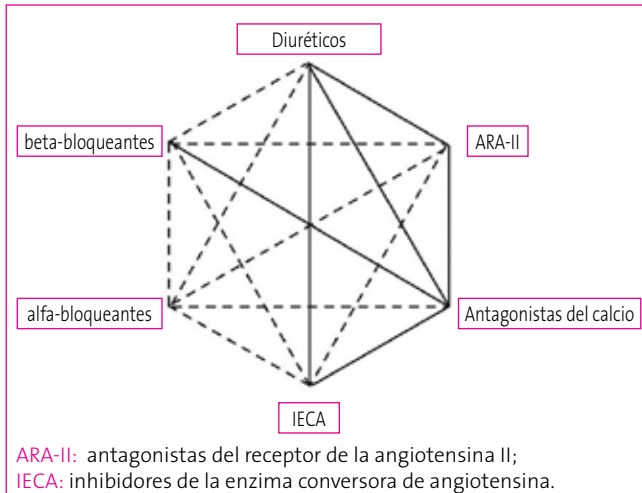 Diuréticos
beta-bloqueantes
ARA-II
alfa-bloqueantes
Antagonistas del calcio
IECA
ARA-II: antagonistas del receptor de la angiotensina II;
IECA: inhibidores de la enzima conversora de angiotensina.